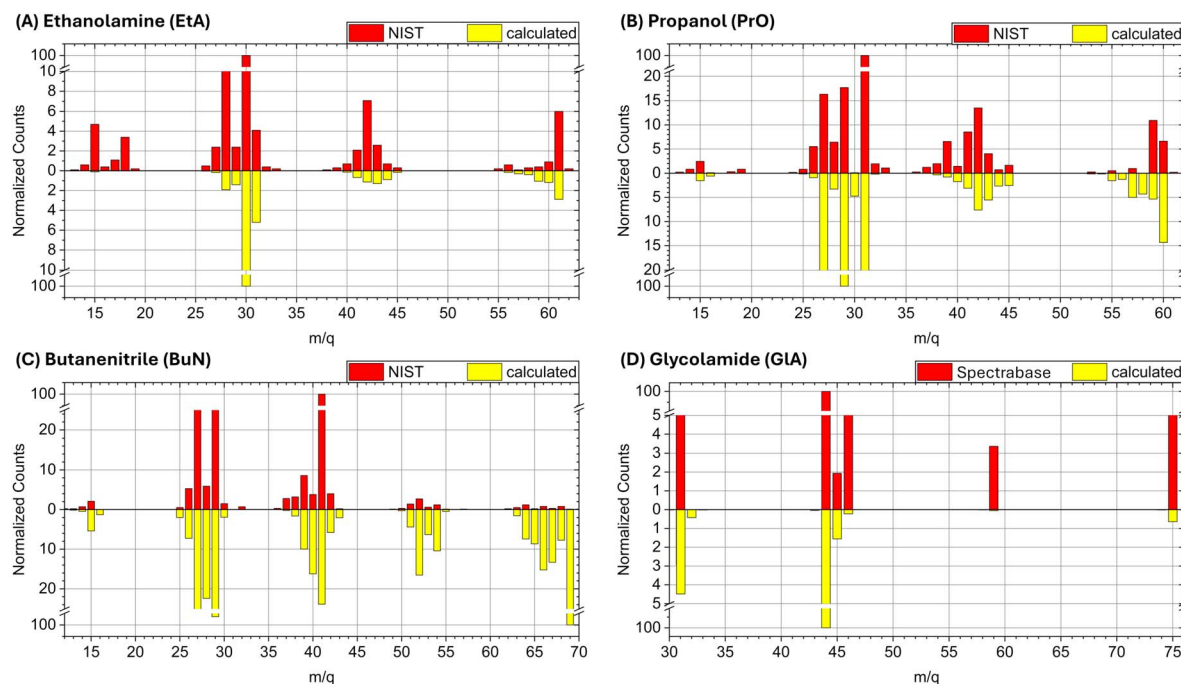 (A) Ethanolamine (EtA)
NIST calculated
100
10
8
6
4
2
0
2
4
6
8
10
100
Normalized Counts
15 20 25 30 35 40 45 50 55 60
m/q
(B) Propanol (PrO)
NIST calculated
100
20
15
10
5
0
5
10
15
20
100
Normalized Counts
15 20 25 30 35 40 45 50 55 60
m/q
(C) Butanenitrile (BuN)
NIST calculated
100
20
10
0
10
20
100
Normalized Counts
15 20 25 30 35 40 45 50 55 60 65 70
m/q
(D) Glycolamide (GlA)
Spectrabase calculated
100
5
4
3
2
1
0
1
2
3
4
5
100
Normalized Counts
30 35 40 45 50 55 60 65 70 75
m/q